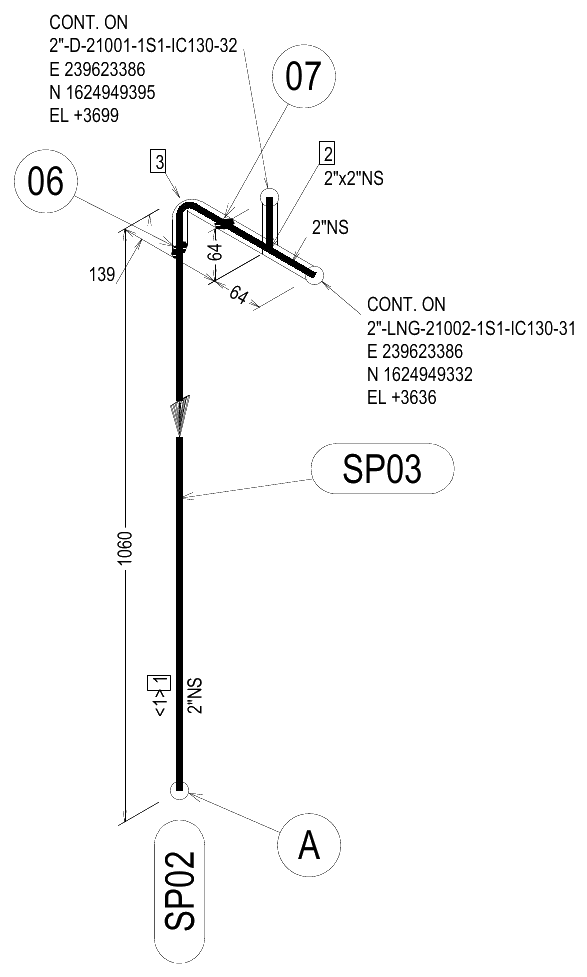 CONT. ON
2"-D-21001-1S1-IC130-32
E 239623386
N 1624949395
EL +3699
07
06
3
2
2"x2"NS
2"NS
64
139
64
CONT. ON
2"-LNG-21002-1S1-IC130-31
E 239623386
N 1624949332
EL +3636
SP03
1060
<1> 1
2"NS
A
SP02